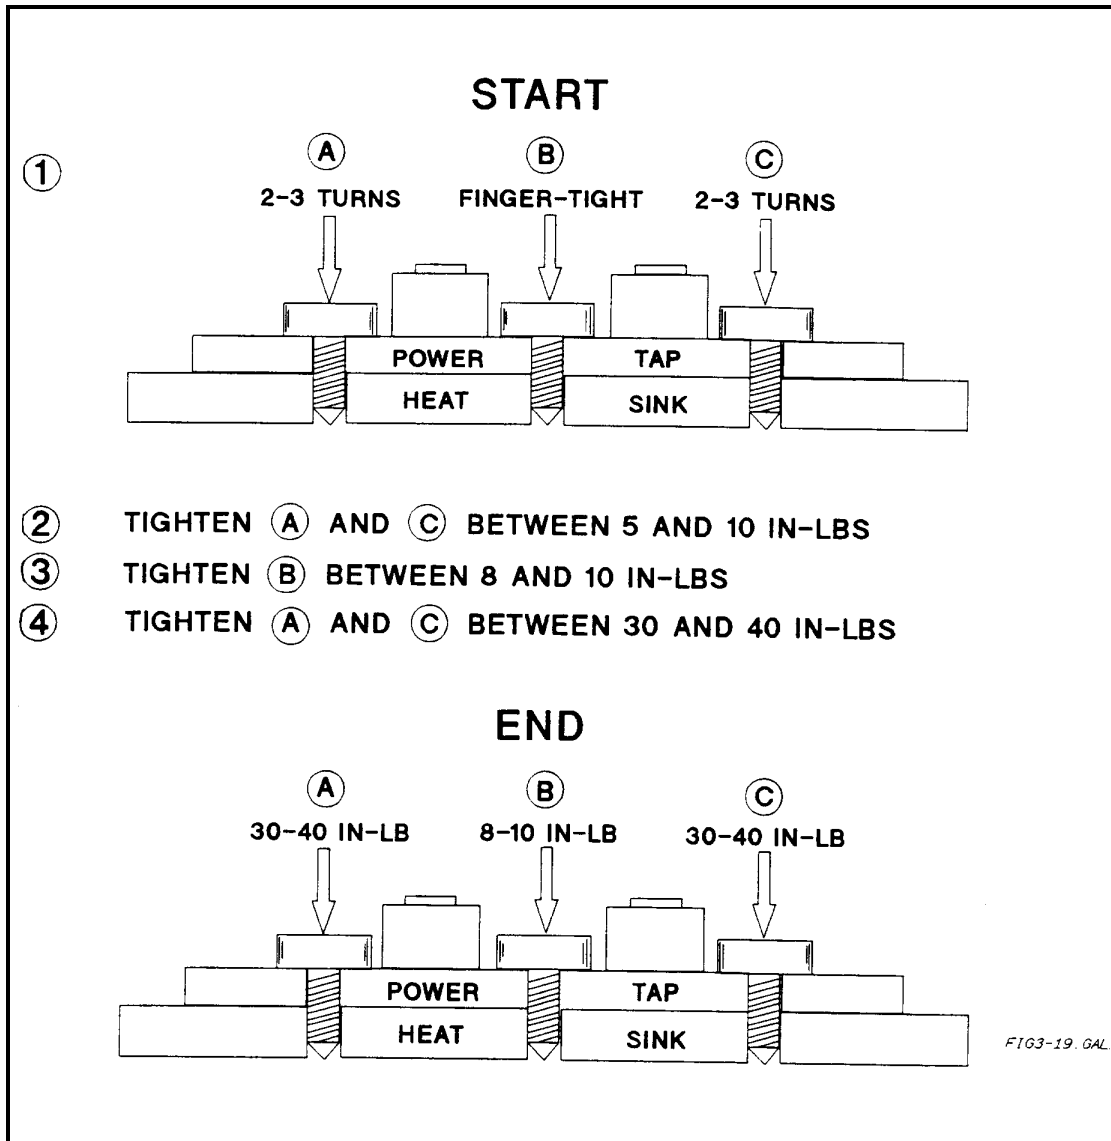 START
1
A B C
2-3 TURNS FINGER-TIGHT 2-3 TURNS
POWER TAP
HEAT SINK
2 TIGHTEN A AND C BETWEEN 5 AND 10 IN-LBS
3 TIGHTEN B BETWEEN 8 AND 10 IN-LBS
4 TIGHTEN A AND C BETWEEN 30 AND 40 IN-LBS
END
A B C
30-40 IN-LB 8-10 IN-LB 30-40 IN-LB
POWER TAP
HEAT SINK
FIG3-19.GAL